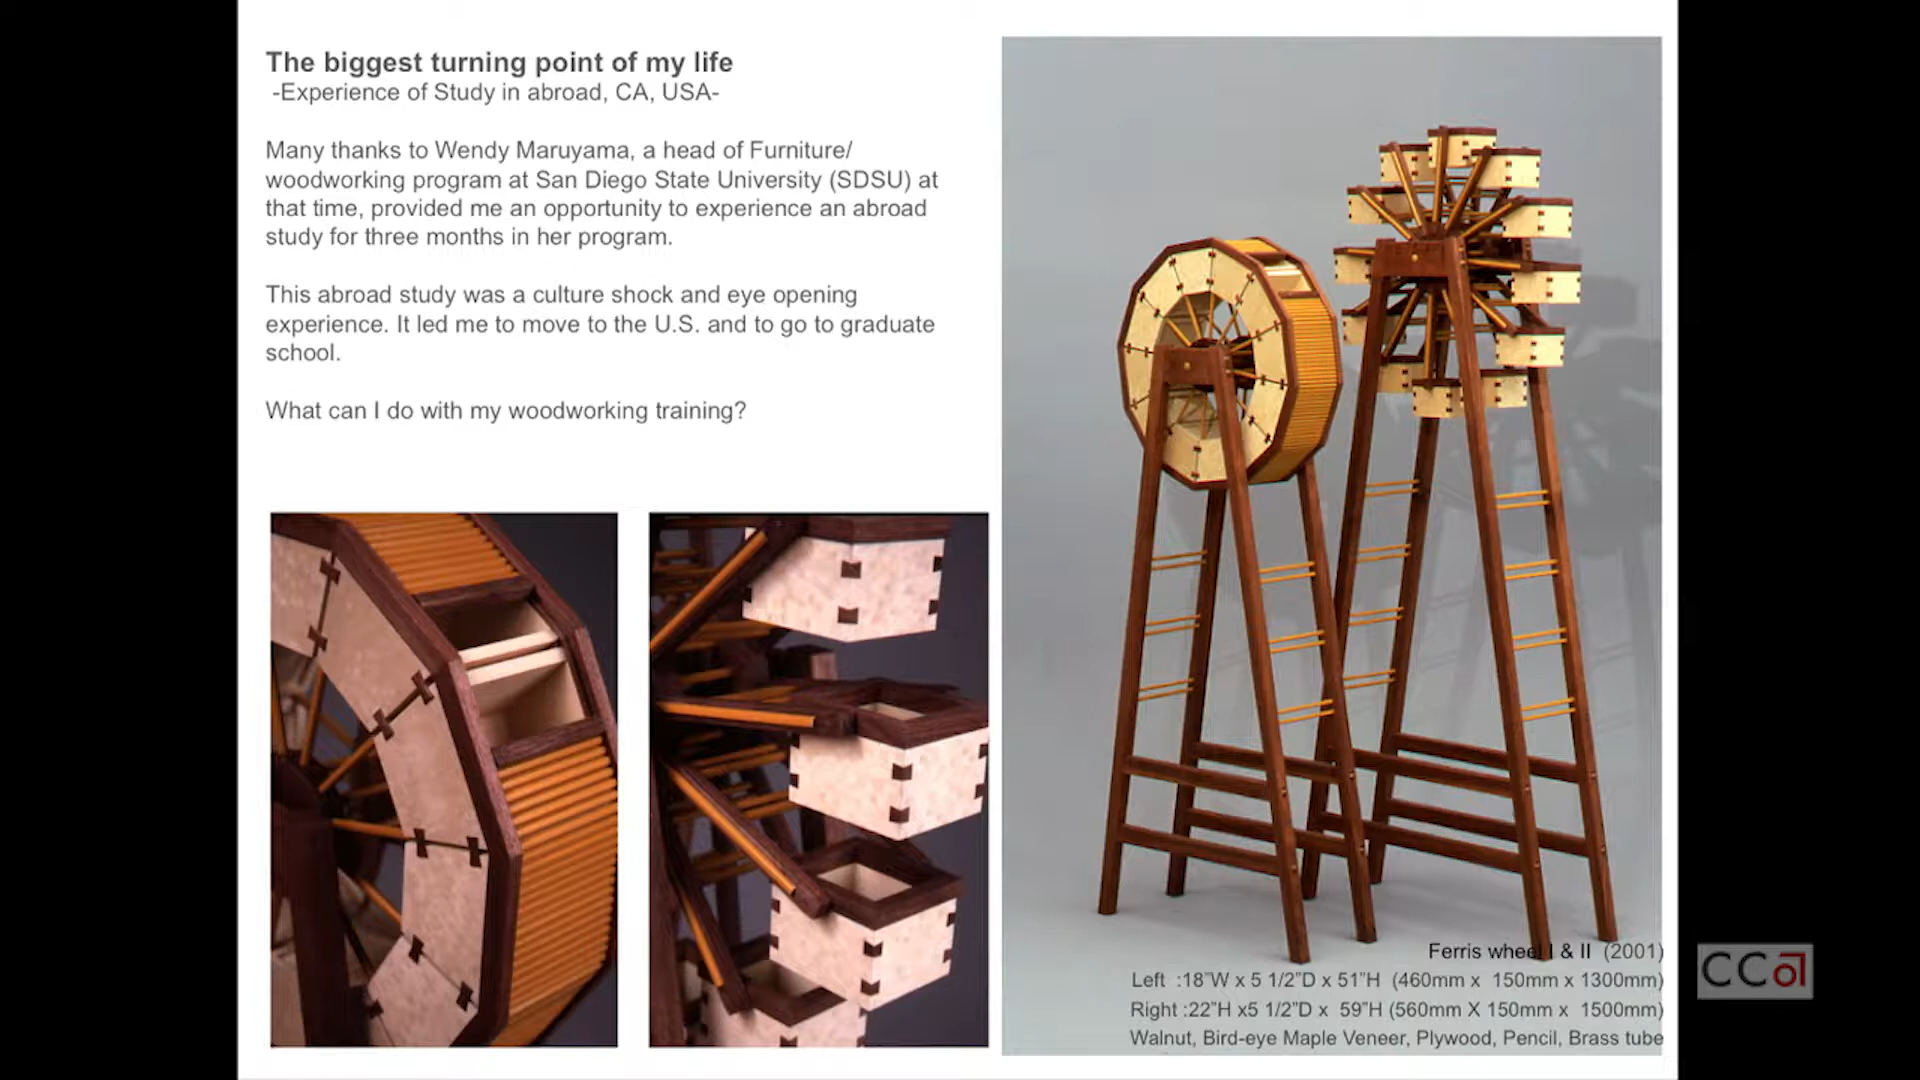 The biggest turning point of my life
-Experience of Study in abroad, CA, USA-
Many thanks to Wendy Maruyama, a head of Furniture/
woodworking program at San Diego State University (SDSU) at
that time, provided me an opportunity to experience an abroad
study for three months in her program.
This abroad study was a culture shock and eye opening
experience. It led me to move to the U.S. and to go to graduate
school.
What can I do with my woodworking training?
Ferris wheel I & II (2001)
Left :18”W x 5 1/2”D x 51”H (460mm x 150mm x 1300mm)
Right :22”H x5 1/2”D x 59”H (560mm X 150mm x 1500mm)
Walnut, Bird-eye Maple Veneer, Plywood, Pencil, Brass tube
CCa